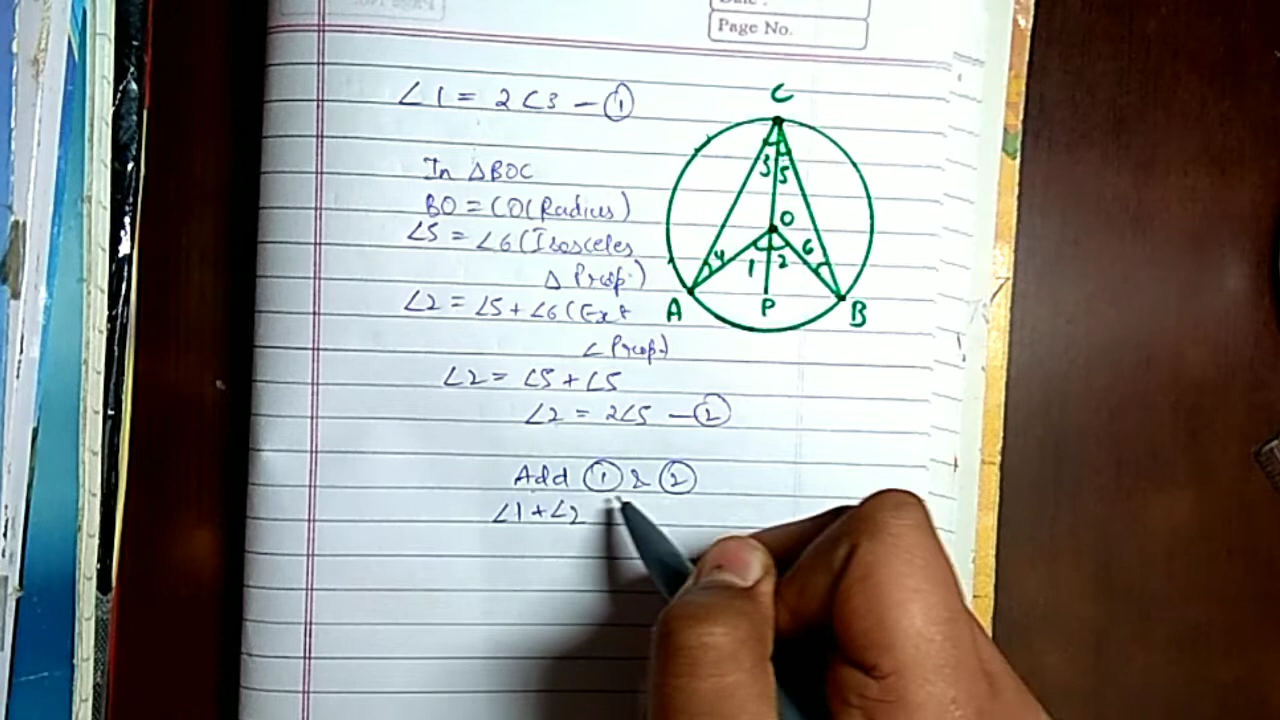 Page No.
∠1 = 2∠3 — ①
In △BOC
BO = CO (Radius)
∠5 = ∠6 (Isosceles
△ Prop.)
∠2 = ∠5 + ∠6 (Ext
∠ Prop.)
∠2 = ∠5 + ∠5
∠2 = 2∠5 — ②
Add ① & ②
∠1 + ∠2
C
3 5
O
4 1 2 6
A P B